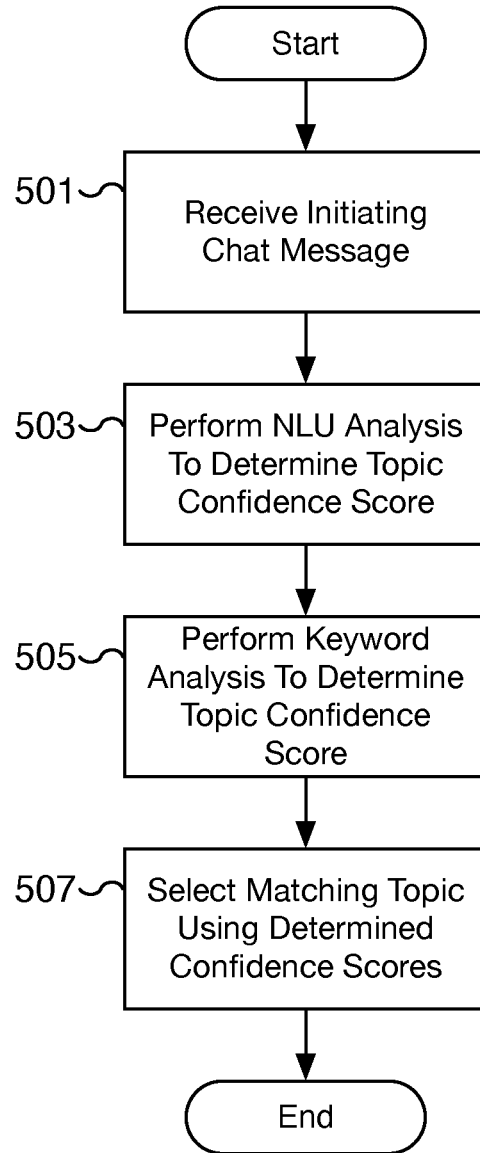 Start
501
Receive Initiating
Chat Message
503
Perform NLU Analysis
To Determine Topic
Confidence Score
505
Perform Keyword
Analysis To Determine
Topic Confidence
Score
507
Select Matching Topic
Using Determined
Confidence Scores
End